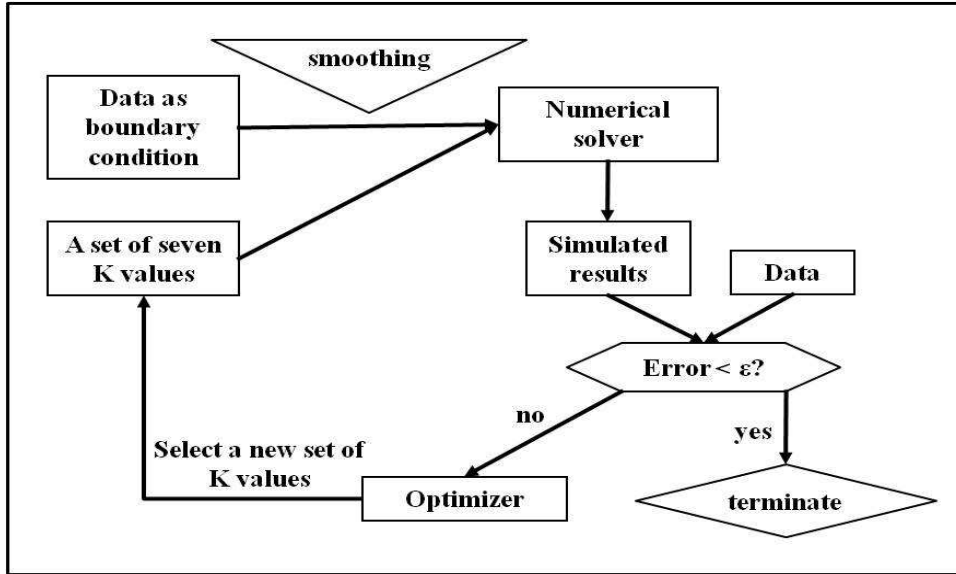 smoothing
Data as
boundary
condition
Numerical
solver
A set of seven
K values
Simulated
results
Data
Error < ε?
no
yes
Select a new set of
K values
Optimizer
terminate